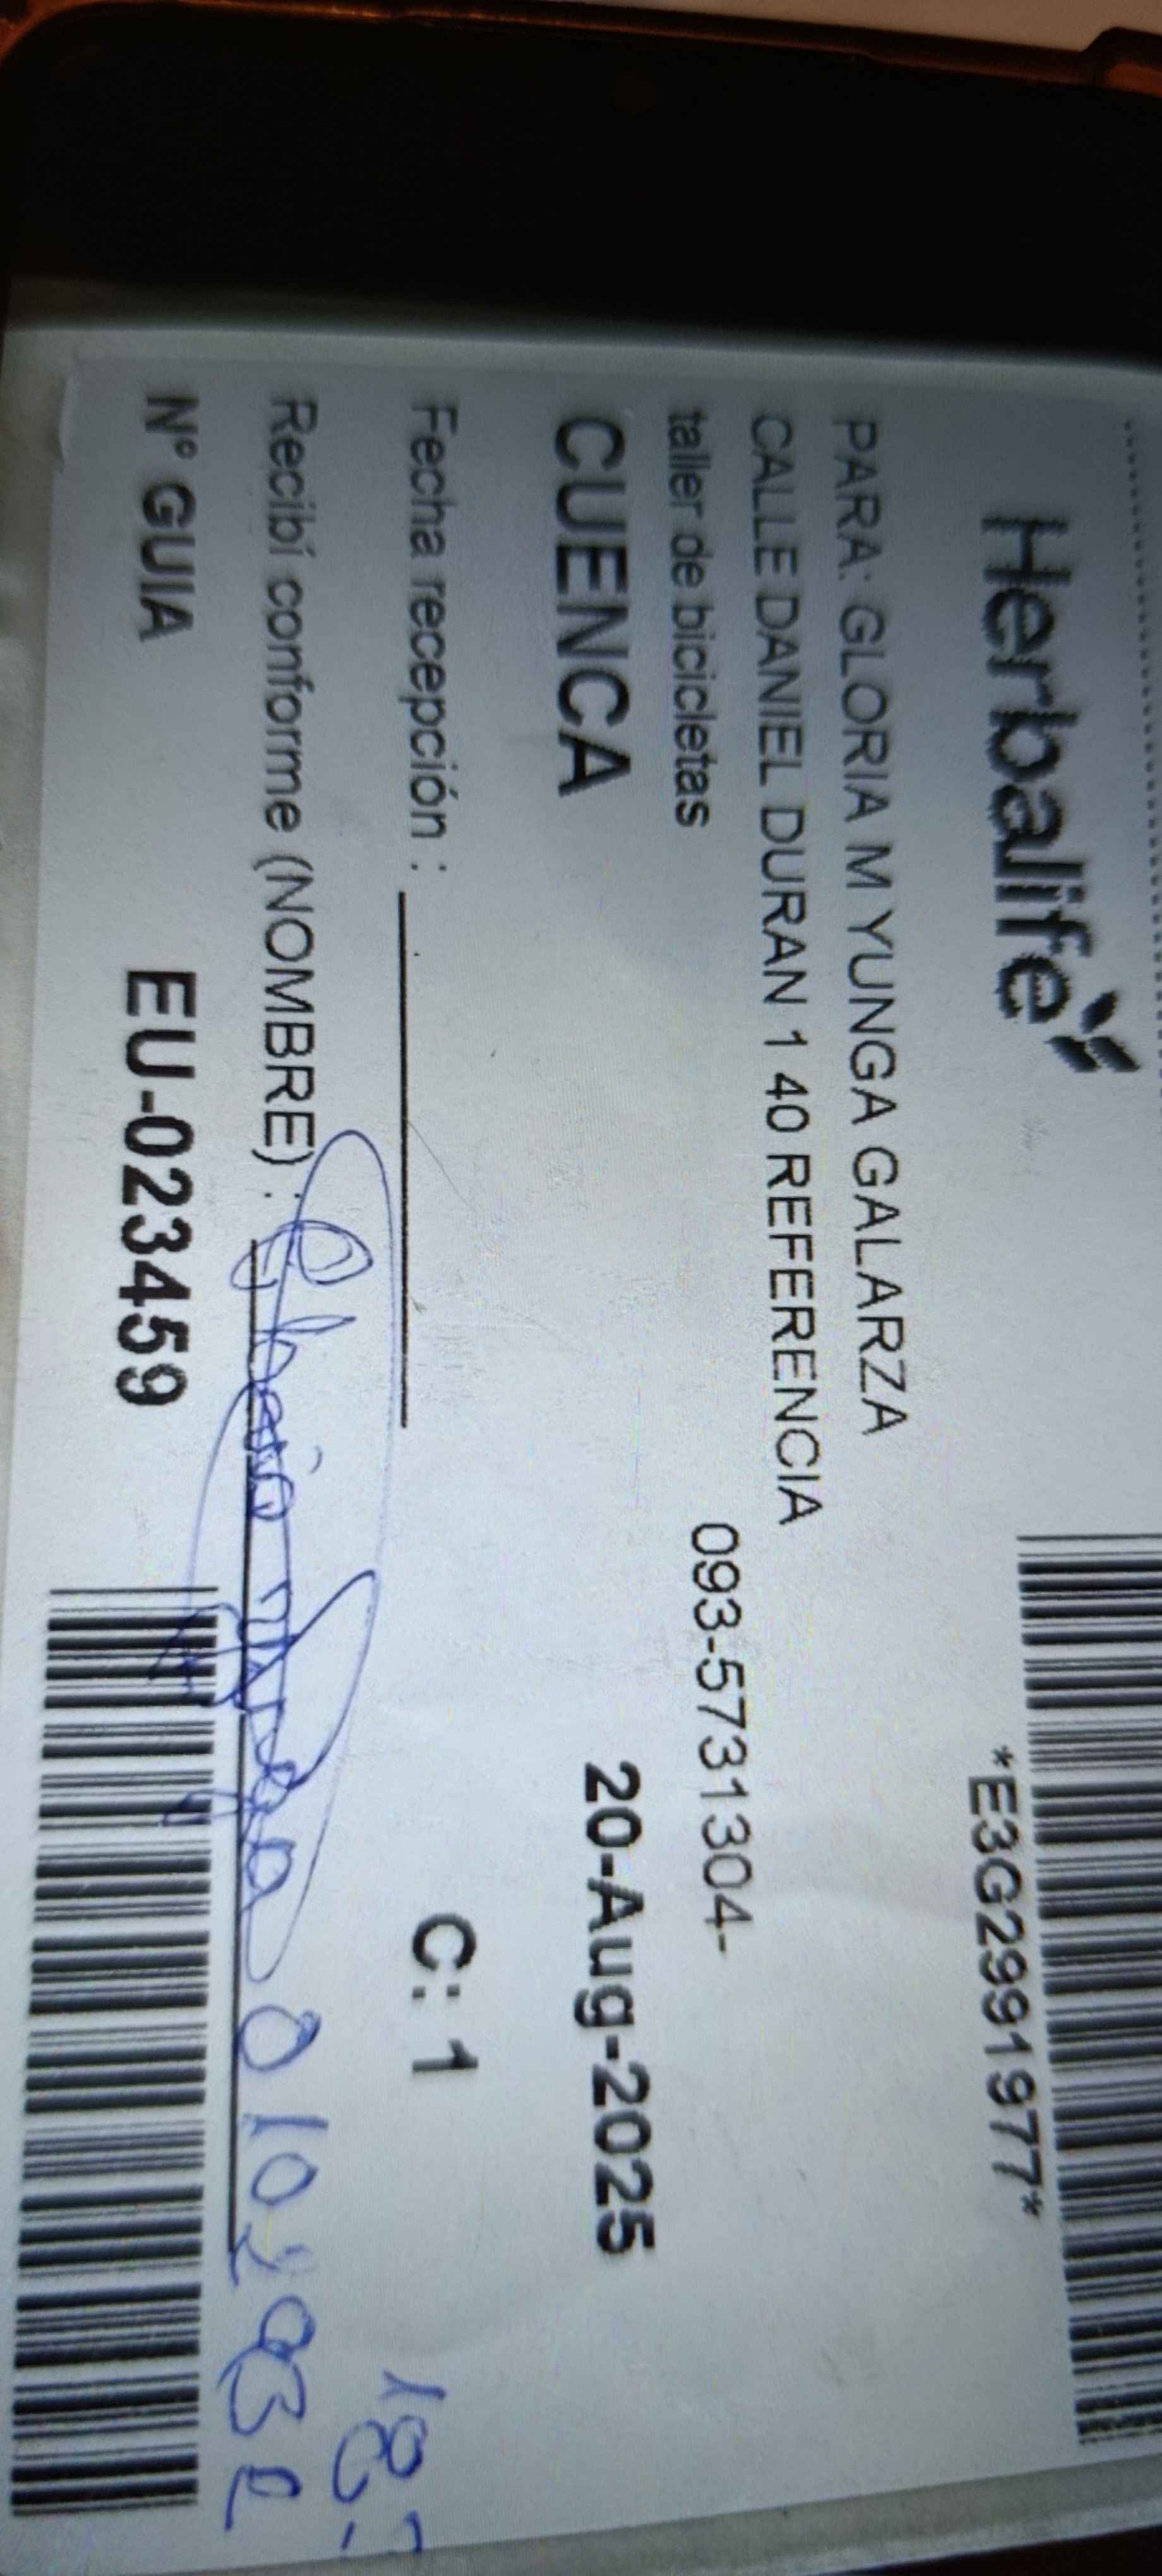 Herbalife
*E3G2991977*
PARA: GLORIA M YUNGA GALARZA
CALLE DANIEL DURAN 1 40 REFERENCIA
taller de bicicletas
093-5731304-
CUENCA
20-Aug-2025
Fecha recepción :
C: 1
Recibí conforme (NOMBRE) :
Nº GUIA
EU-023459